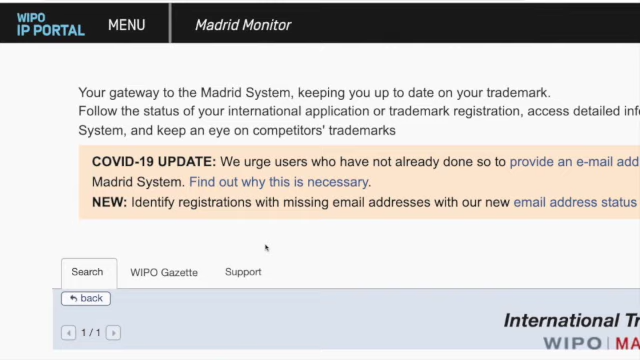 WIPO
IP PORTAL MENU Madrid Monitor
Your gateway to the Madrid System, keeping you up to date on your trademark.
Follow the status of your international application or trademark registration, access detailed
System, and keep an eye on competitors' trademarks
COVID-19 UPDATE: We urge users who have not already done so to provide an e-mail
Madrid System. Find out why this is necessary.
NEW: Identify registrations with missing email addresses with our new email address status
Search WIPO Gazette Support
back
1 / 1
International
WIPO | MA